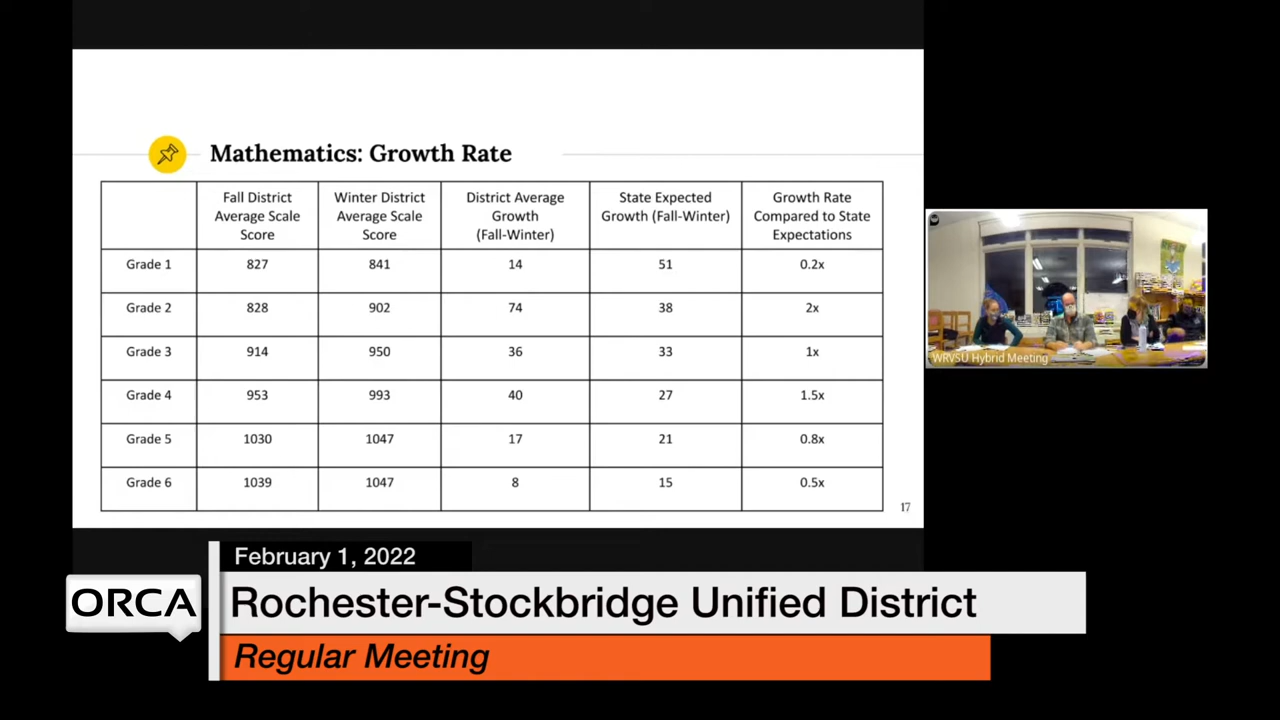 Mathematics: Growth Rate
Fall District Average Scale Score
Winter District Average Scale Score
District Average Growth (Fall-Winter)
State Expected Growth (Fall-Winter)
Growth Rate Compared to State Expectations
Grade 1 827 841 14 51 0.2x
Grade 2 828 902 74 38 2x
Grade 3 914 950 36 33 1x
Grade 4 953 993 40 27 1.5x
Grade 5 1030 1047 17 21 0.8x
Grade 6 1039 1047 8 15 0.5x
17
WRVSU Hybrid Meeting
February 1, 2022
ORCA
Rochester-Stockbridge Unified District
Regular Meeting